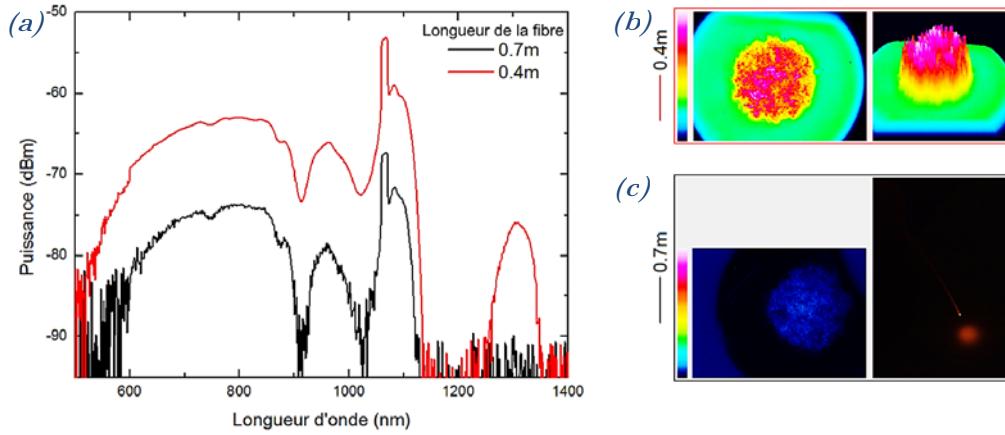 (a)
-50
-60
-70
-80
-90
Puissance (dBm)
Longueur de la fibre
0.7m
0.4m
600
800
1000
1200
1400
Longueur d'onde (nm)
(b)
0.4m
(c)
0.7m